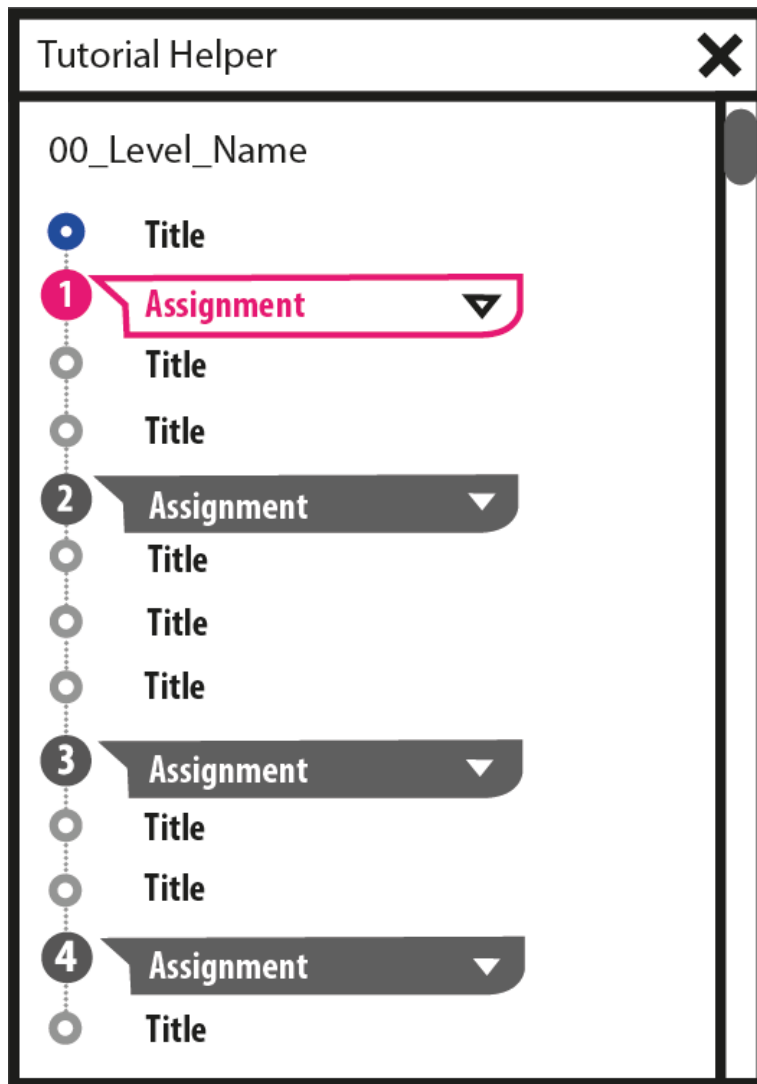 Tutorial Helper
00_Level_Name
Title
1 Assignment
Title
Title
2 Assignment
Title
Title
Title
3 Assignment
Title
Title
4 Assignment
Title